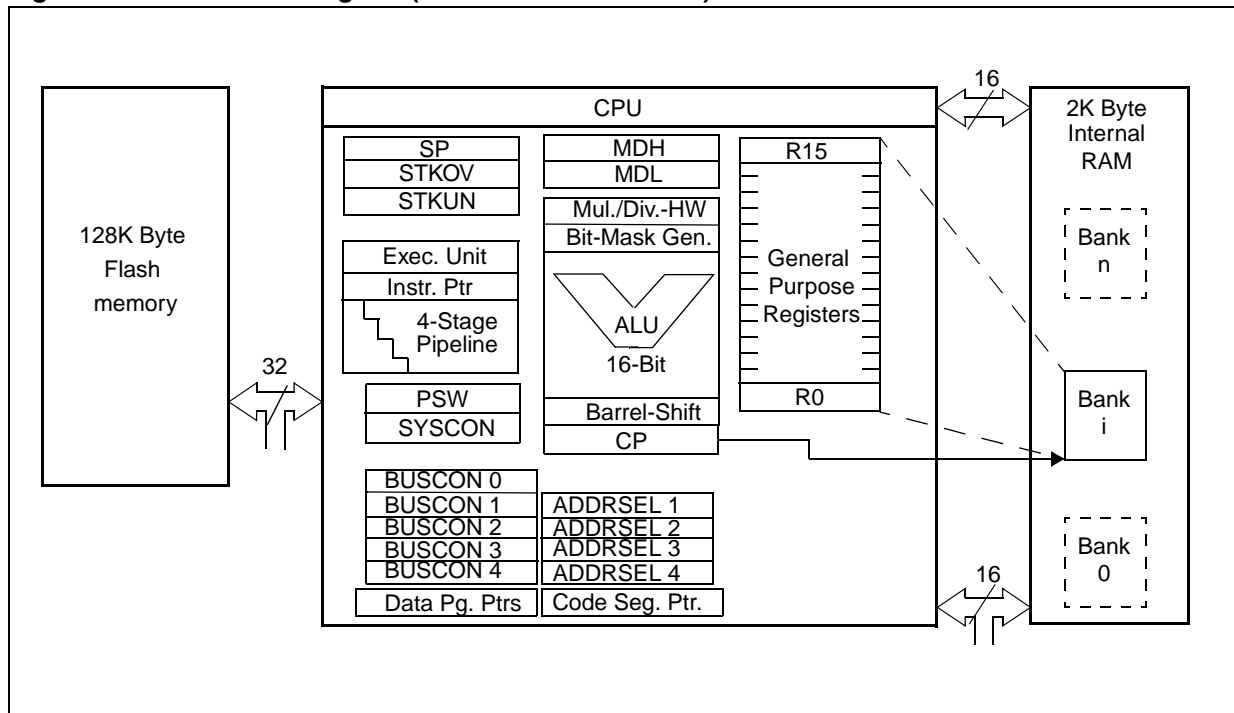 CPU
16
2K Byte
Internal
RAM
SP
STKOV
STKUN
MDH
MDL
R15
Mul./Div.-HW
Bit-Mask Gen.
128K Byte
Flash
memory
Exec. Unit
Instr. Ptr
4-Stage
Pipeline
ALU
16-Bit
General
Purpose
Registers
Bank
n
32
PSW
SYSCON
Barrel-Shift
CP
R0
Bank
i
BUSCON 0
BUSCON 1
BUSCON 2
BUSCON 3
BUSCON 4
ADDRSEL 1
ADDRSEL 2
ADDRSEL 3
ADDRSEL 4
Data Pg. Ptrs
Code Seg. Ptr.
16
Bank
0